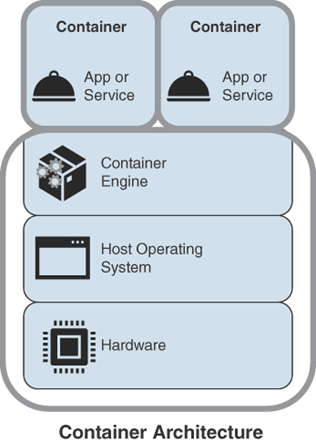 Container
App or
Service
Container
App or
Service
Container
Engine
Host Operating
System
Hardware
Container Architecture